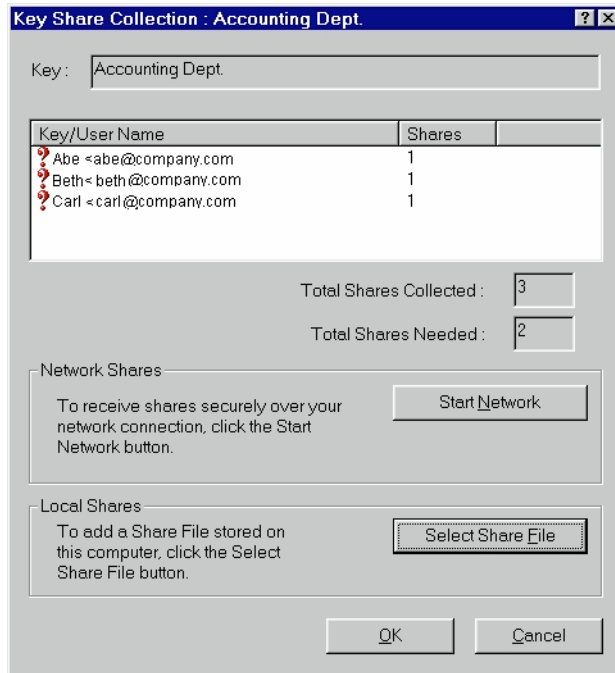 Key Share Collection : Accounting Dept.
Key : Accounting Dept.
Key/User Name Shares
Abe <abe@company.com 1
Beth< beth@company.com 1
Carl <carl@company.com 1
Total Shares Collected : 3
Total Shares Needed : 2
Network Shares
To receive shares securely over your
network connection, click the Start
Network button.
Start Network
Local Shares
To add a Share File stored on
this computer, click the Select
Share File button.
Select Share File
OK Cancel